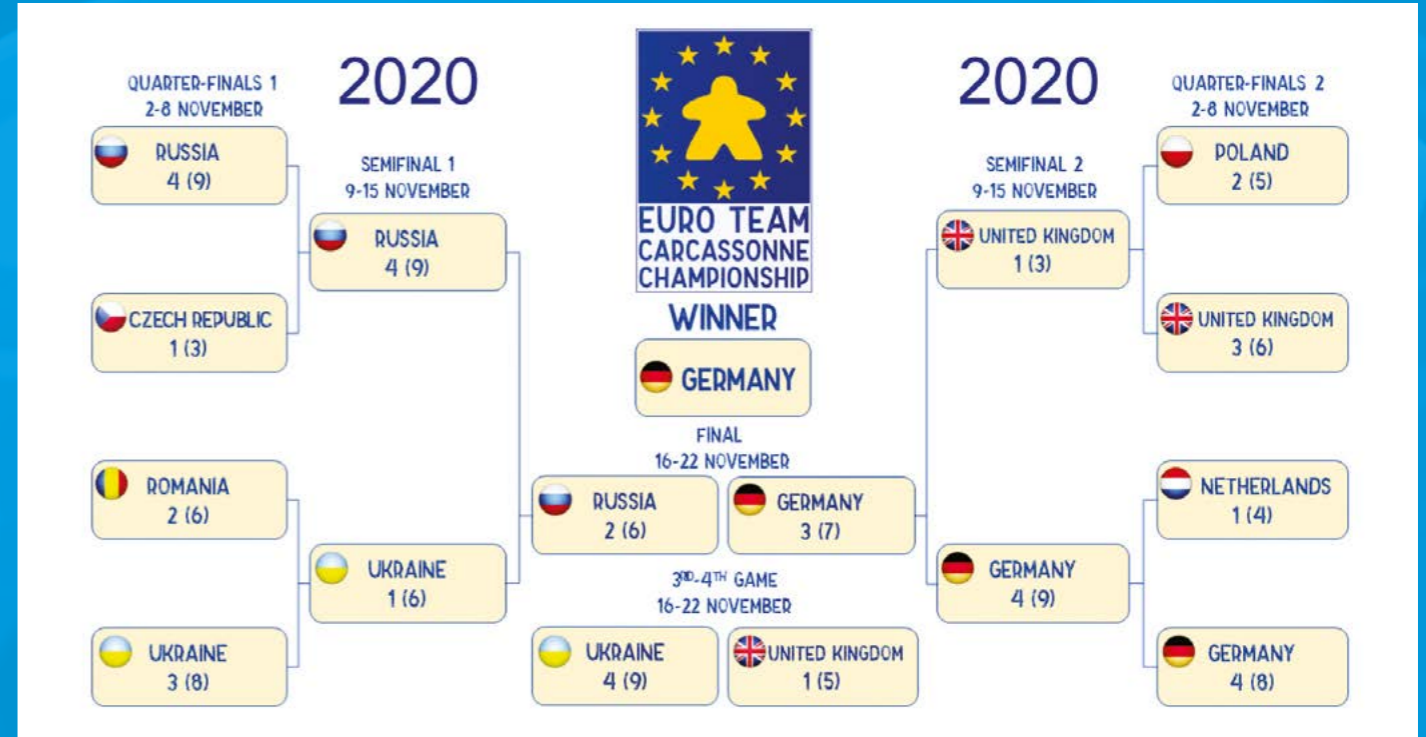 2020
2020
QUARTER-FINALS 1
2-8 NOVEMBER
RUSSIA
4 (9)
CZECH REPUBLIC
1 (3)
ROMANIA
2 (6)
UKRAINE
3 (8)
SEMIFINAL 1
9-15 NOVEMBER
RUSSIA
4 (9)
UKRAINE
1 (6)
EURO TEAM
CARCASSONNE
CHAMPIONSHIP
WINNER
GERMANY
FINAL
16-22 NOVEMBER
RUSSIA
2 (6)
GERMANY
3 (7)
3RD-4TH GAME
16-22 NOVEMBER
UKRAINE
4 (9)
UNITED KINGDOM
1 (5)
SEMIFINAL 2
9-15 NOVEMBER
UNITED KINGDOM
1 (3)
GERMANY
4 (9)
QUARTER-FINALS 2
2-8 NOVEMBER
POLAND
2 (5)
UNITED KINGDOM
3 (6)
NETHERLANDS
1 (4)
GERMANY
4 (8)